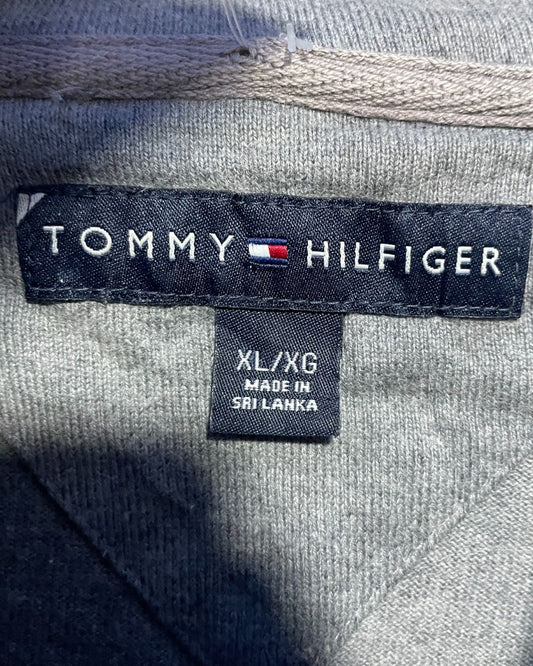 TOMMY HILFIGER
XL/XG
MADE IN
SRI LANKA